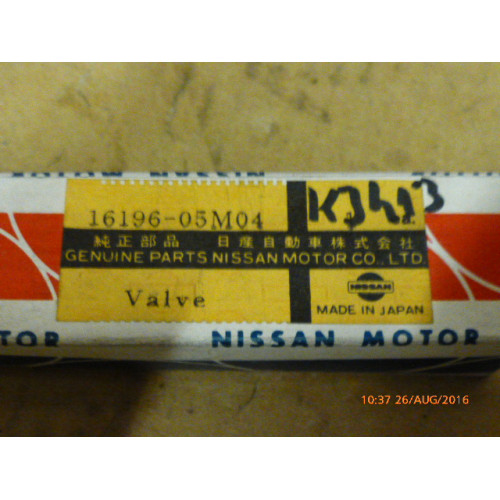 16196-05M04
純正部品 日産自動車株式会社
GENUINE PARTS NISSAN MOTOR CO., LTD.
Valve
NISSAN
MADE IN JAPAN
TOR NISSAN MOTOR
10:37 26/AUG/2016